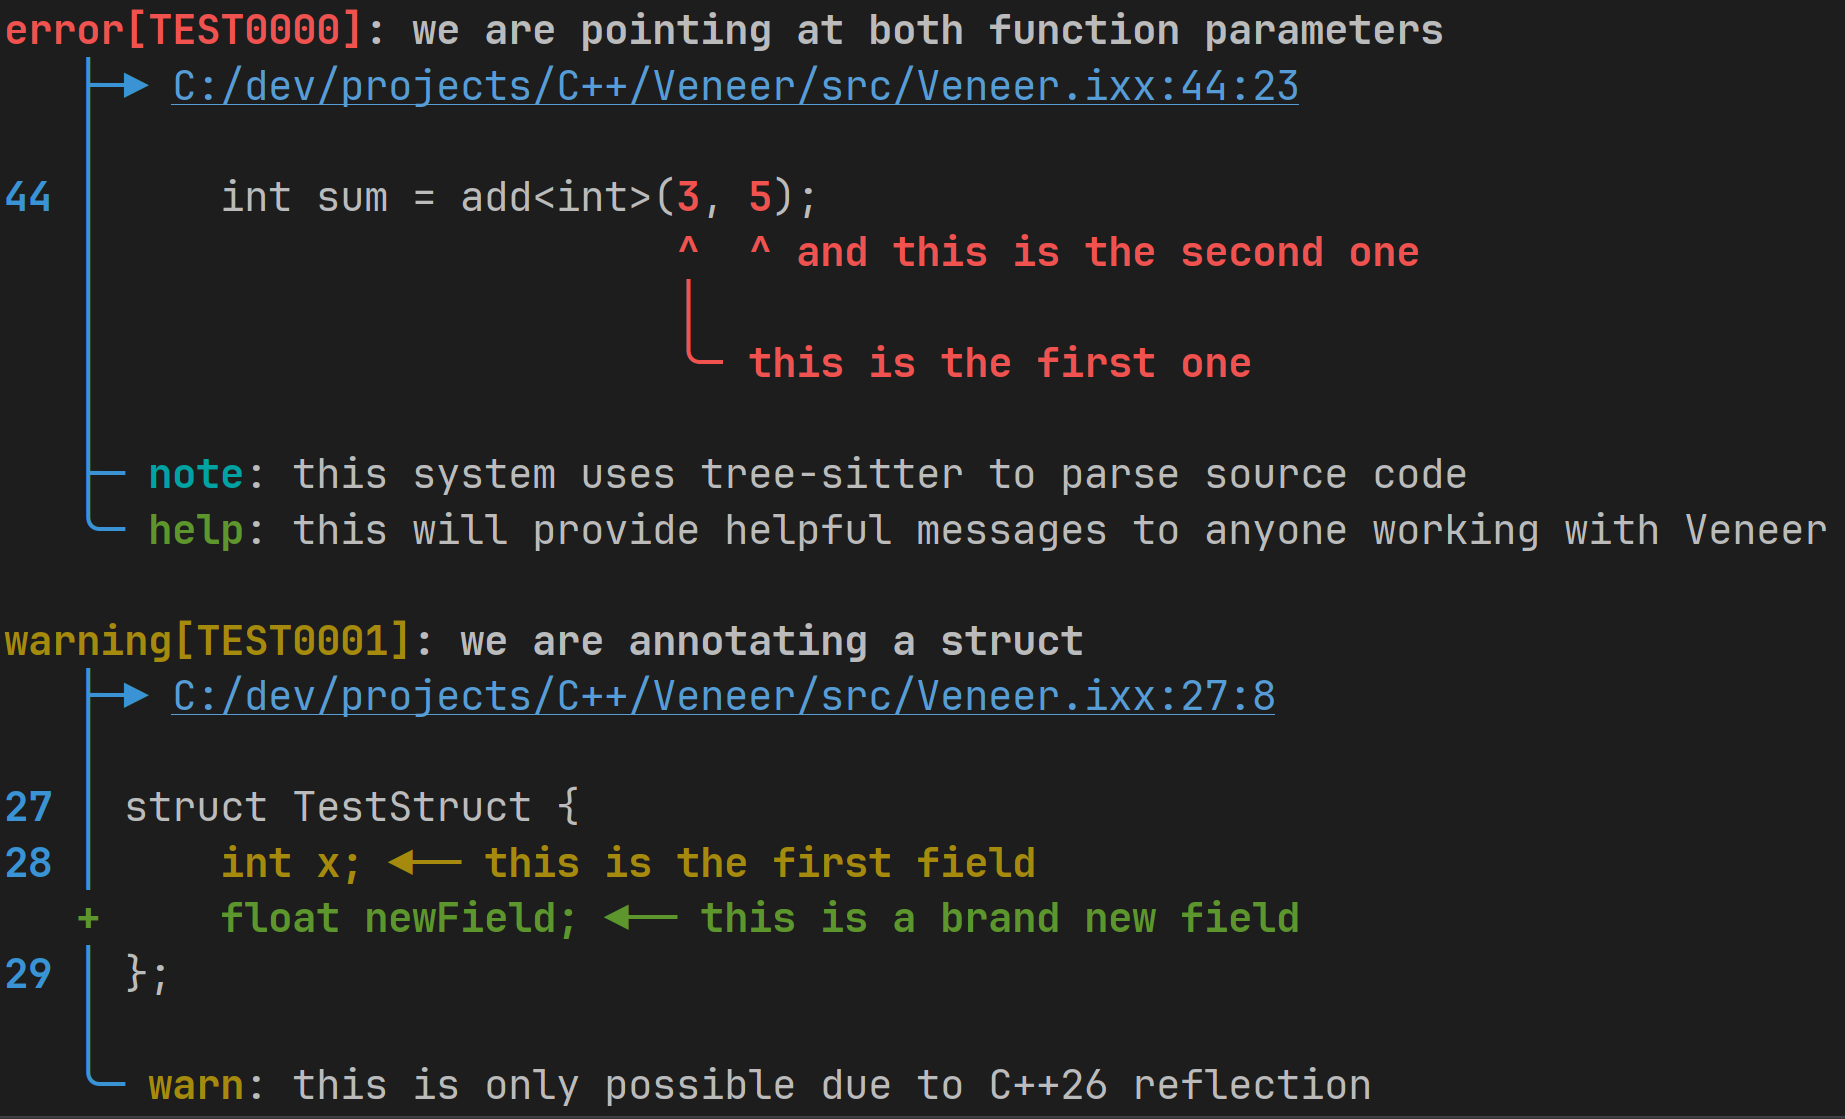 error[TEST0000]: we are pointing at both function parameters
C:/dev/projects/C++/Veneer/src/Veneer.ixx:44:23
44 int sum = add<int>(3, 5);
^ ^ and this is the second one
this is the first one
note: this system uses tree-sitter to parse source code
help: this will provide helpful messages to anyone working with Veneer
warning[TEST0001]: we are annotating a struct
C:/dev/projects/C++/Veneer/src/Veneer.ixx:27:8
27 struct TestStruct {
28 int x; ◄── this is the first field
+ float newField; ◄── this is a brand new field
29 };
warn: this is only possible due to C++26 reflection